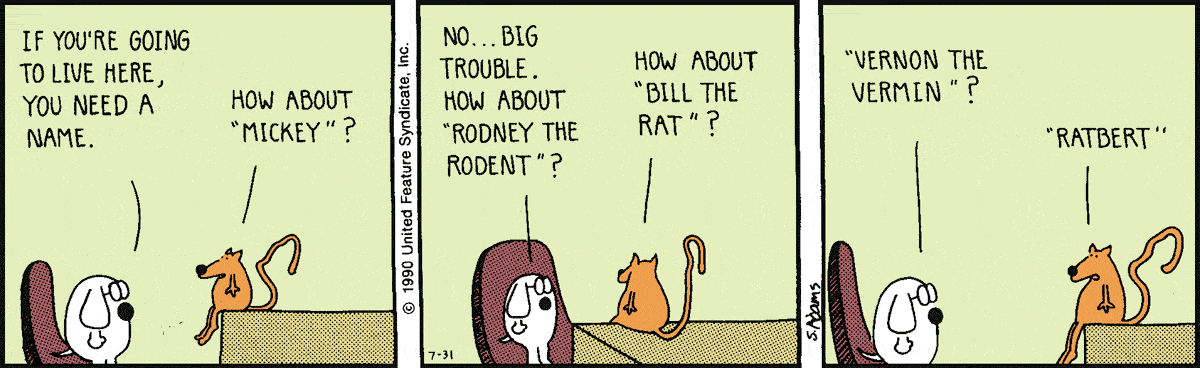 IF YOU'RE GOING
TO LIVE HERE,
YOU NEED A
NAME.
HOW ABOUT
"MICKEY"?
© 1990 United Feature Syndicate, Inc.
NO...BIG
TROUBLE.
HOW ABOUT
"RODNEY THE
RODENT"?
HOW ABOUT
"BILL THE
RAT"?
7-31
S.Adams
"VERNON THE
VERMIN"?
"RATBERT"